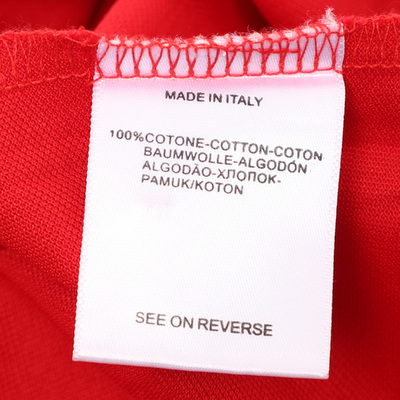 MADE IN ITALY
100%COTONE-COTTON-COTON
BAUMWOLLE-ALGODÓN
ALGODÃO-ХЛОПОК-
PAMUK/KOTON
SEE ON REVERSE